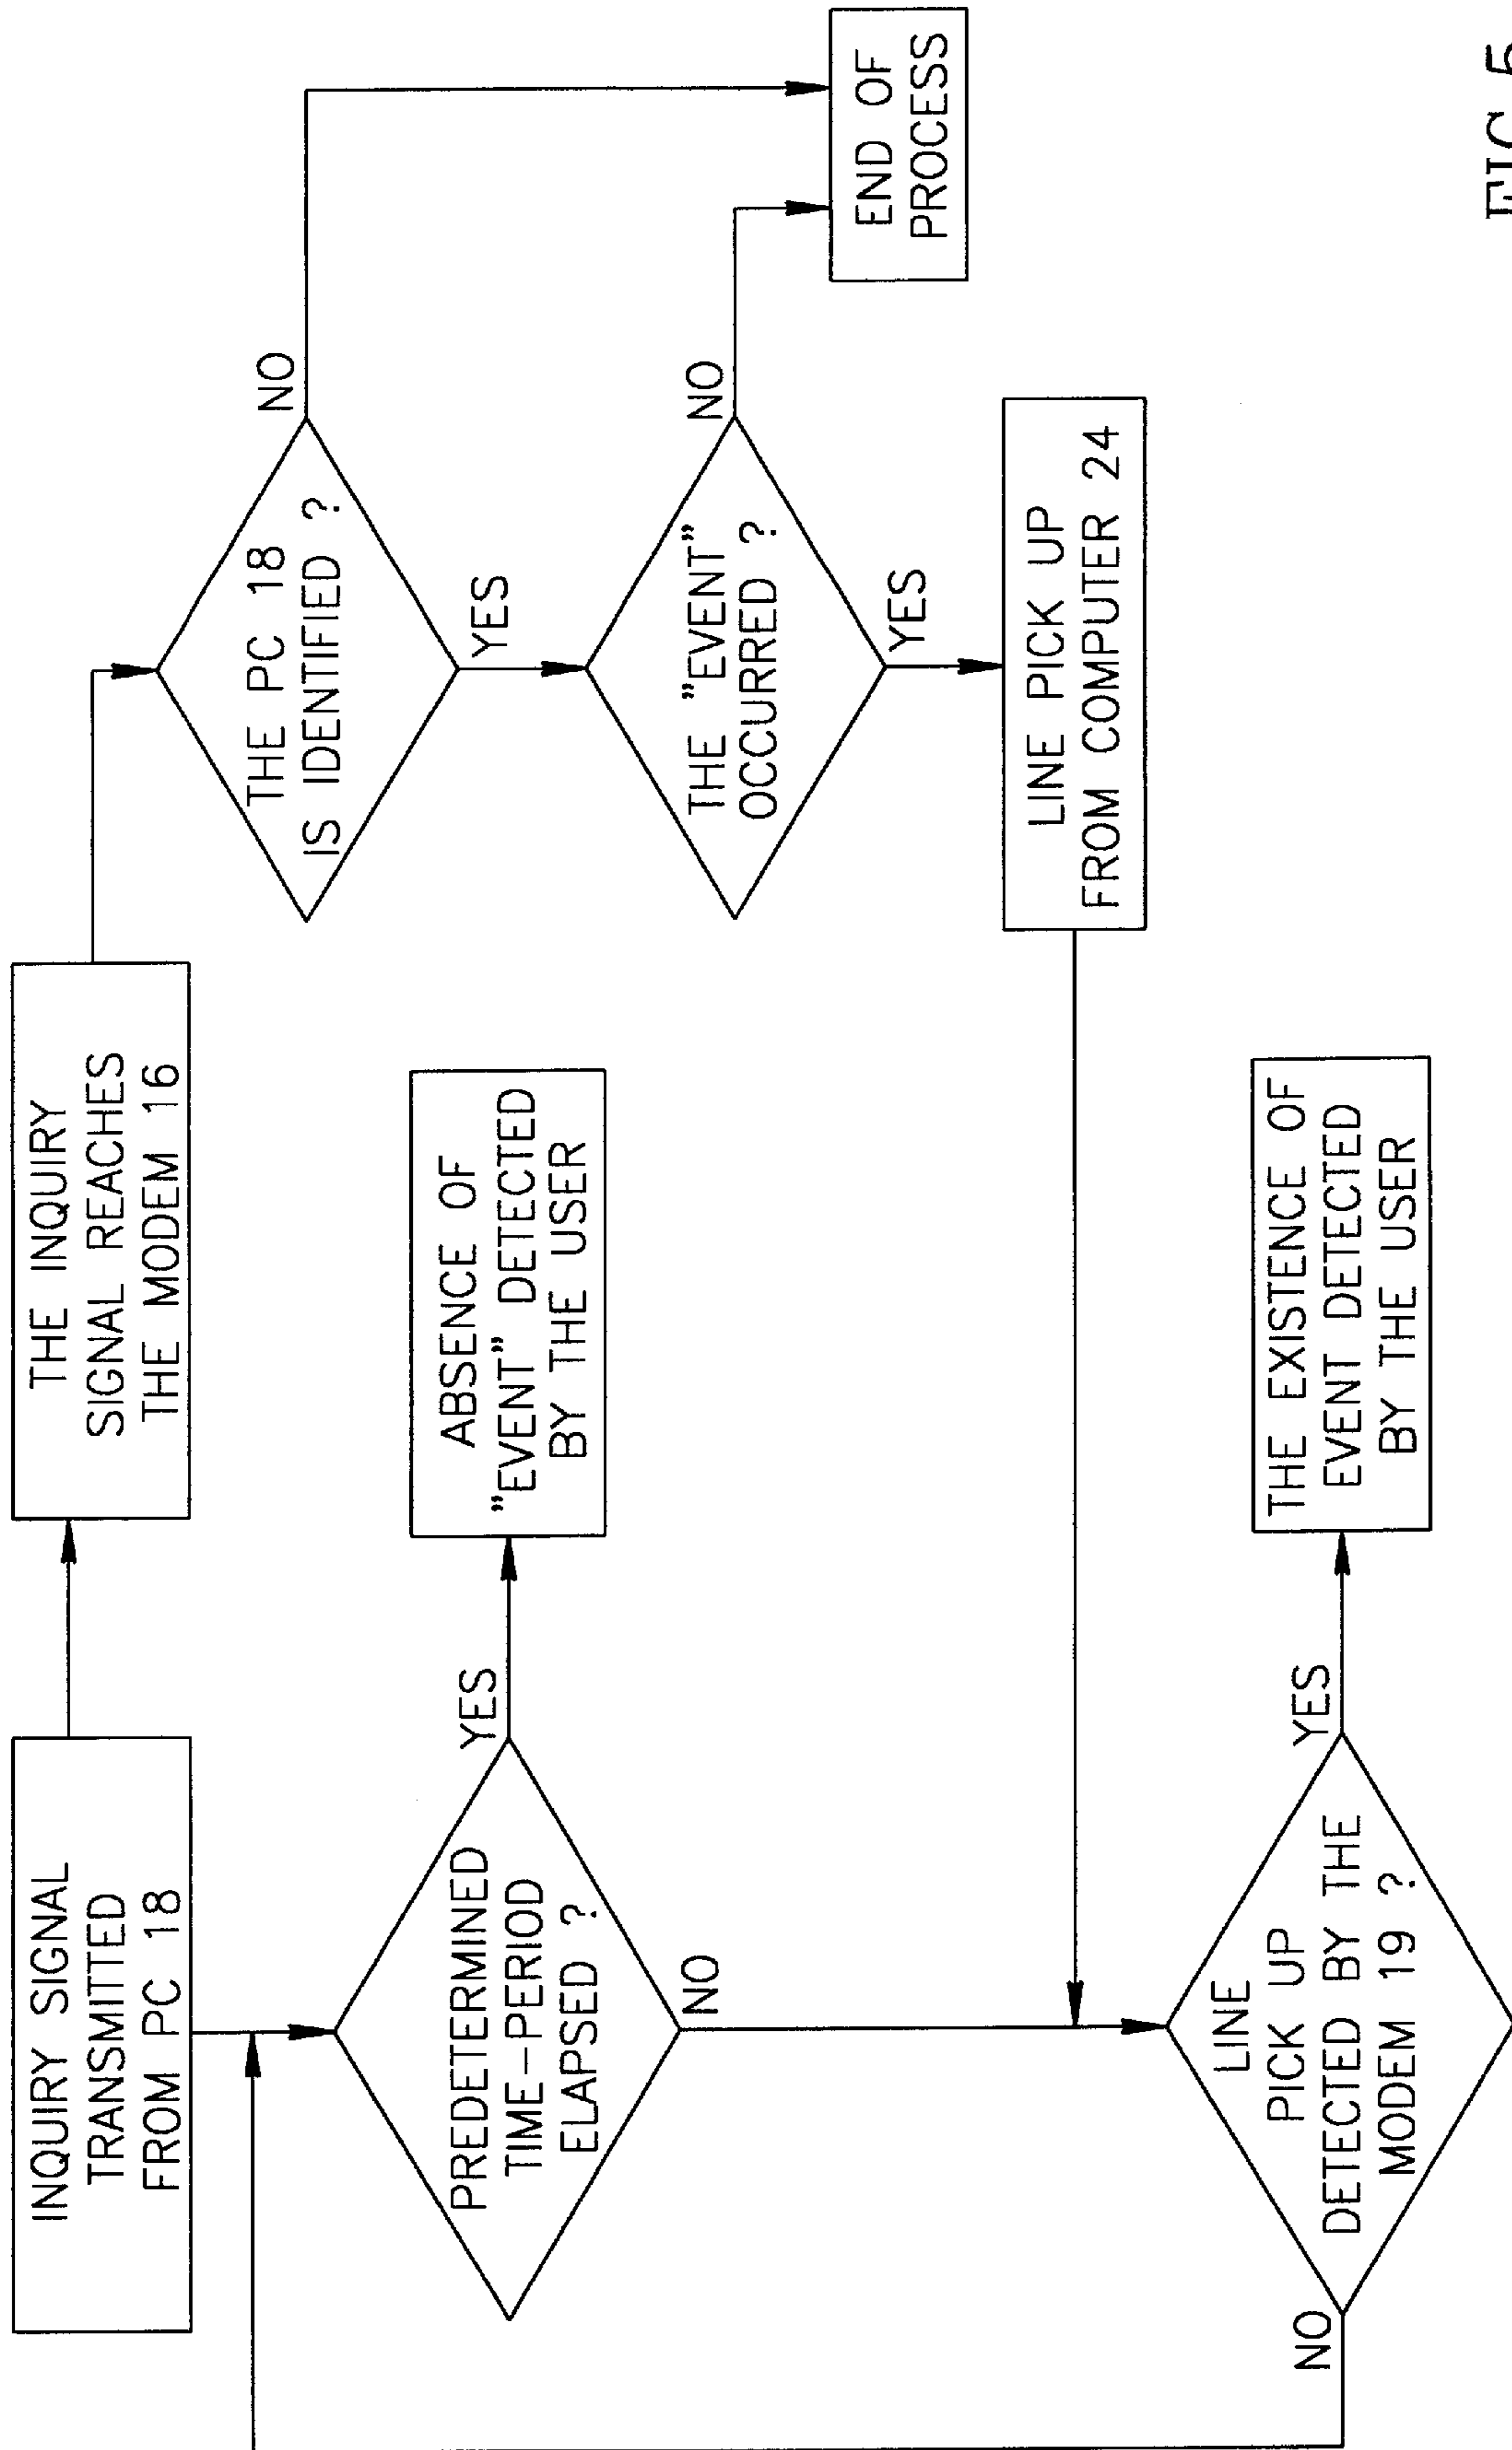 INQUIRY SIGNAL
TRANSMITTED
FROM PC 18
THE INQUIRY
SIGNAL REACHES
THE MODEM 16
THE PC 18
IS IDENTIFIED ?
NO
YES
THE "EVENT"
OCCURRED ?
NO
YES
END OF
PROCESS
LINE PICK UP
FROM COMPUTER 24
PREDETERMINED
TIME-PERIOD
ELAPSED ?
YES
NO
ABSENCE OF
"EVENT" DETECTED
BY THE USER
LINE
PICK UP
DETECTED BY THE
MODEM 19 ?
YES
NO
THE EXISTENCE OF
EVENT DETECTED
BY THE USER
FIG.5